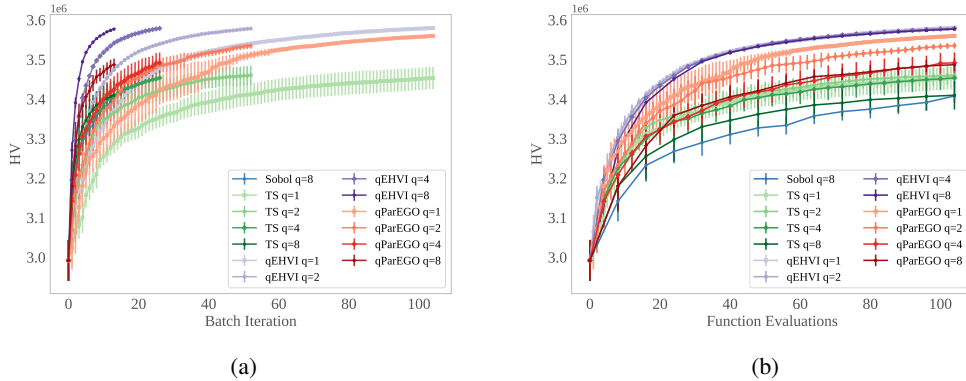 1e6
3.6
3.5
3.4
3.3
3.2
3.1
3.0
HV
0
20
40
60
80
100
Batch Iteration
Sobol q=8
TS q=1
TS q=2
TS q=4
TS q=8
qEHVI q=1
qEHVI q=2
qEHVI q=4
qEHVI q=8
qParEGO q=1
qParEGO q=2
qParEGO q=4
qParEGO q=8
(a)
1e6
3.6
3.5
3.4
3.3
3.2
3.1
3.0
HV
0
20
40
60
80
100
Function Evaluations
Sobol q=8
TS q=1
TS q=2
TS q=4
TS q=8
qEHVI q=1
qEHVI q=2
qEHVI q=4
qEHVI q=8
qParEGO q=1
qParEGO q=2
qParEGO q=4
qParEGO q=8
(b)